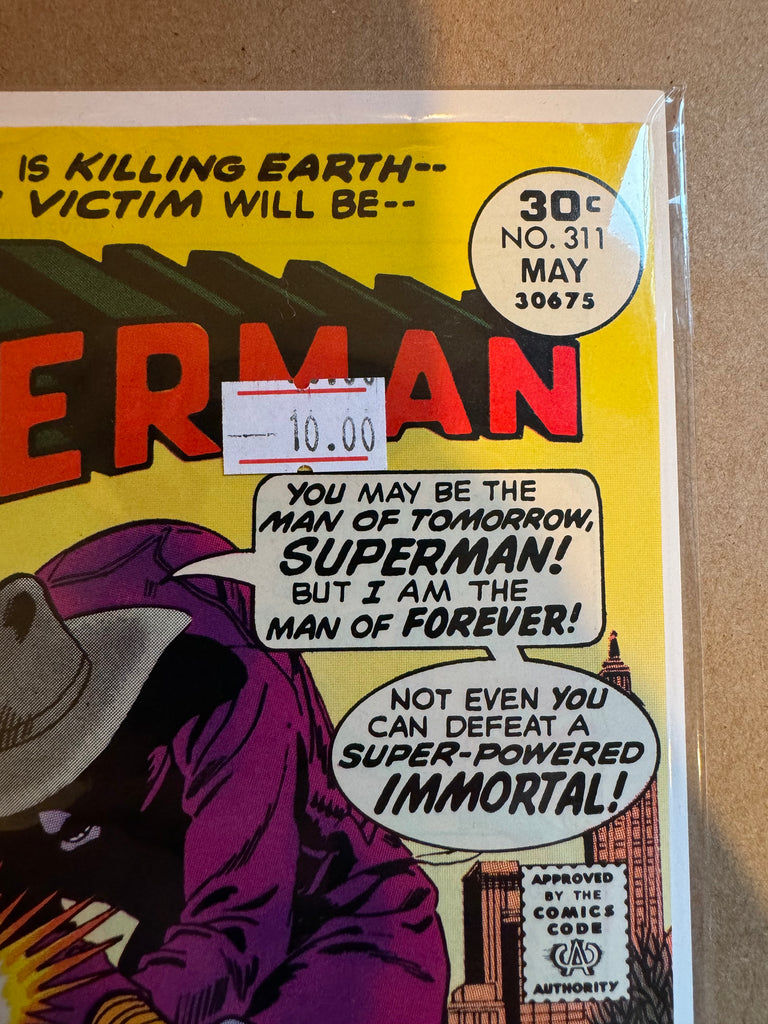 IS KILLING EARTH--
VICTIM WILL BE--
30c
NO. 311
MAY
30675
ERMAN
— 10.00
YOU MAY BE THE
MAN OF TOMORROW,
SUPERMAN!
BUT I AM THE
MAN OF FOREVER!
NOT EVEN YOU
CAN DEFEAT A
SUPER-POWERED
IMMORTAL!
APPROVED
BY THE
COMICS
CODE
CA
AUTHORITY